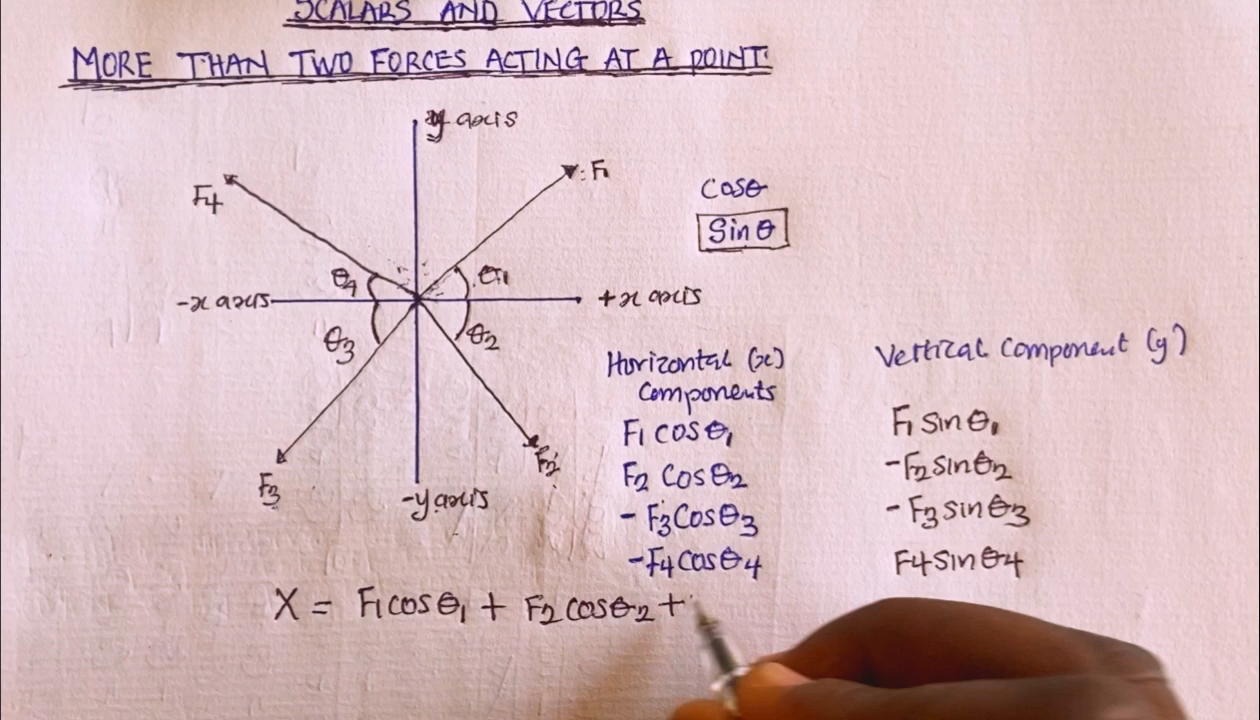 SCALARS AND VECTORS
MORE THAN TWO FORCES ACTING AT A POINT
y axis
F1
F4
Cosθ
Sinθ
θ4
θ1
-x axis
+x axis
θ3
θ2
Horizontal (x)
Components
Vertical Component (y)
F1 cosθ1
F1 Sinθ1
F2 Cosθ2
-F2 sinθ2
- F3 Cosθ3
- F3 sinθ3
-F4 cosθ4
F4 Sinθ4
F2
F3
-y axis
X = F1 cosθ1 + F2 cosθ2 +